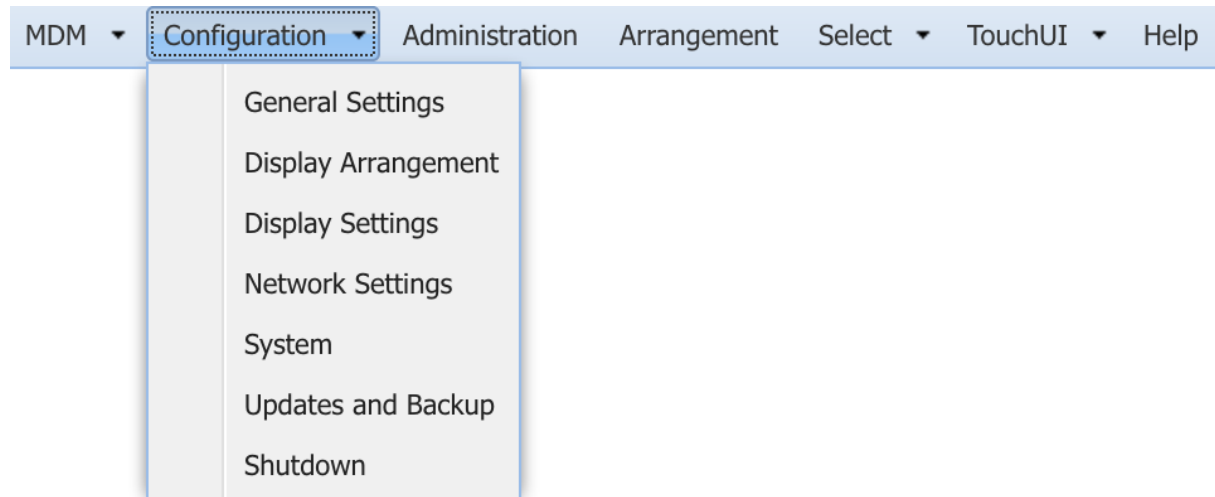 MDM Configuration Administration Arrangement Select TouchUI Help
General Settings
Display Arrangement
Display Settings
Network Settings
System
Updates and Backup
Shutdown